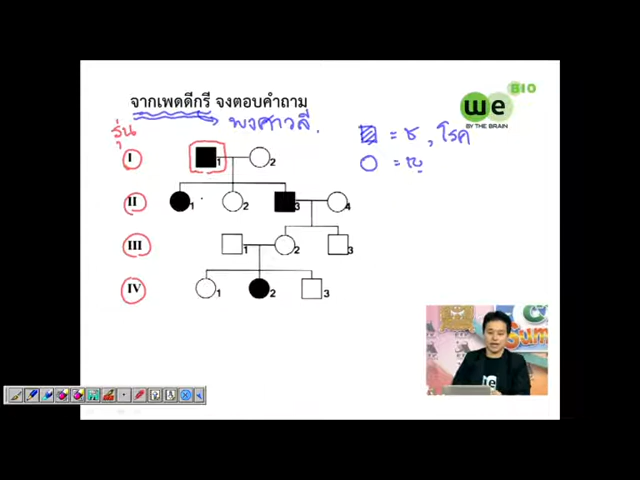 BIO
we
BY THE BRAIN
จากเพดดีกรี จงตอบคำถาม
พงศาวลี
รุ่น
= ช , โรค
= ญ
I 1 2
II 1 2 3 4
III 1 2 3
IV 1 2 3
we